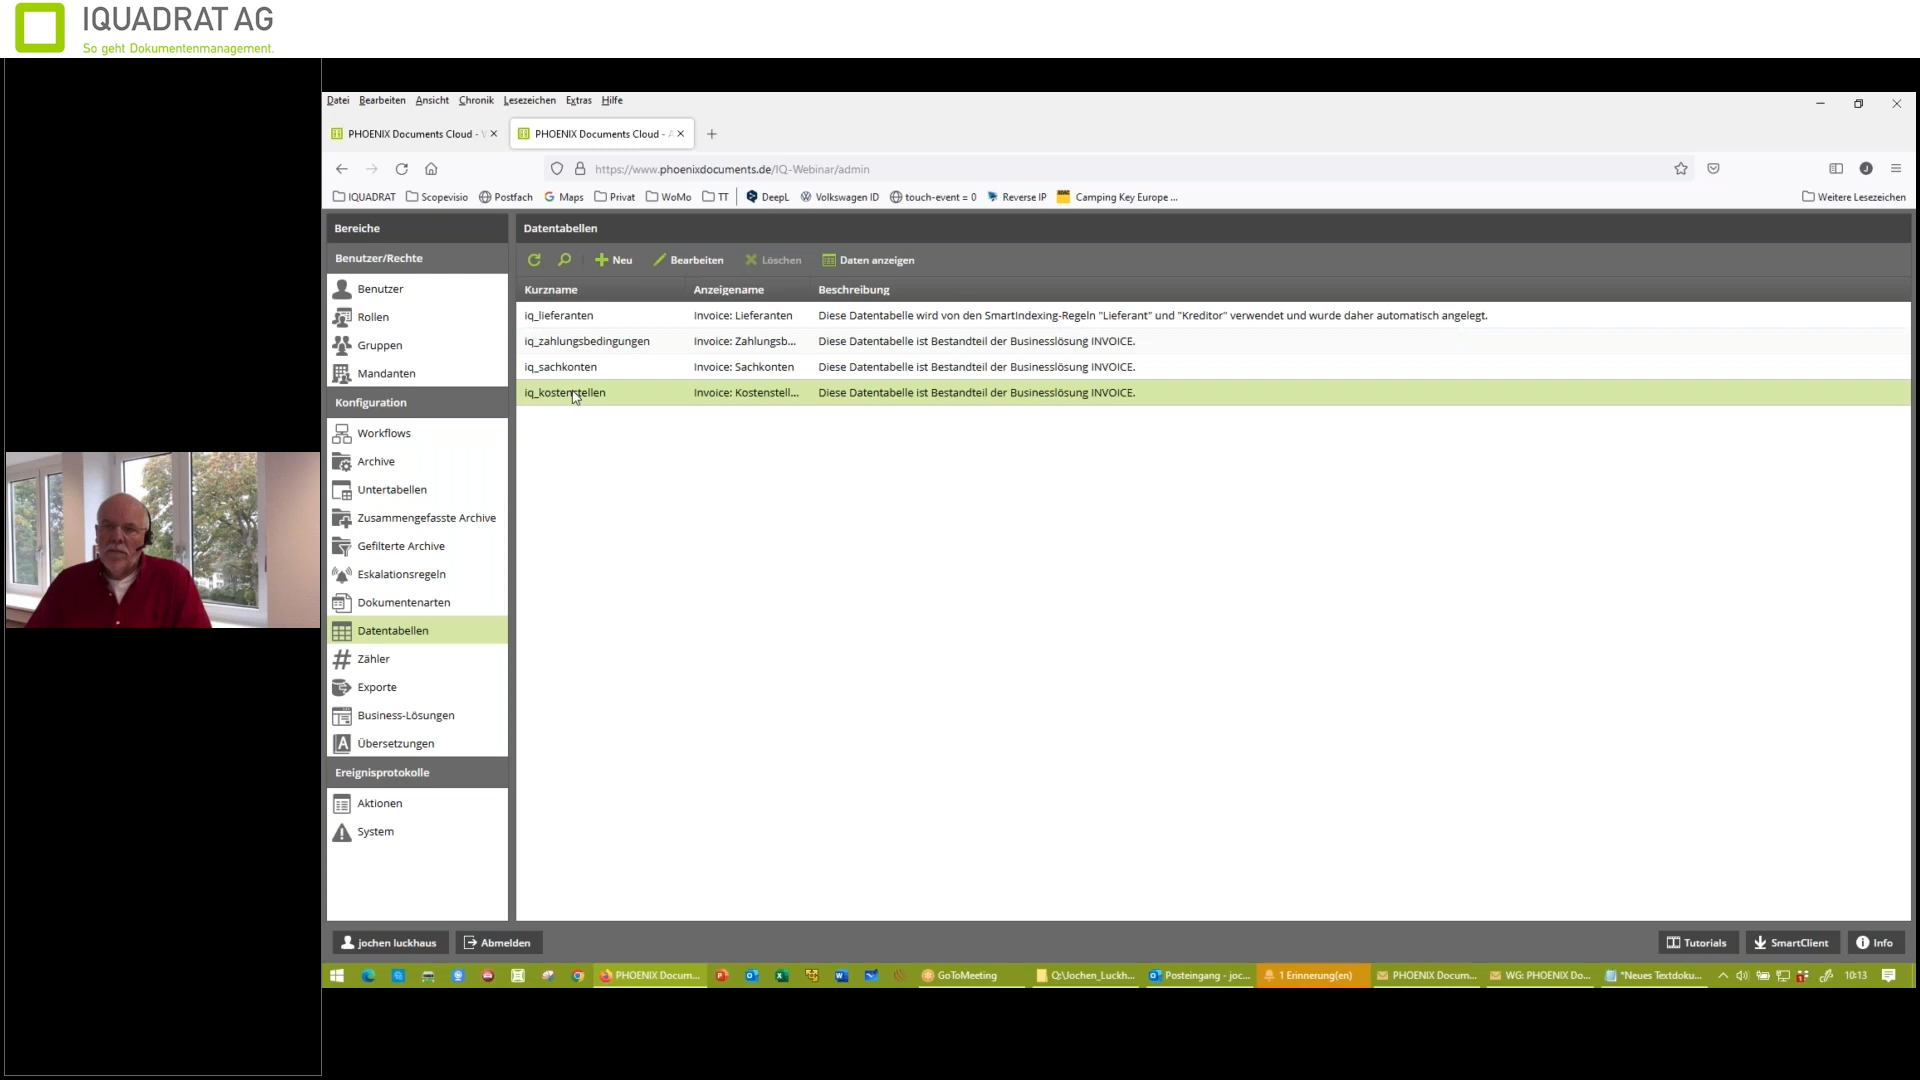 IQUADRAT AG
So geht Dokumentenmanagement.
Datei Bearbeiten Ansicht Chronik Lesezeichen Extras Hilfe
PHOENIX Documents Cloud - PHOENIX Documents Cloud -
https://www.phoenixdocuments.de/IQ-Webinar/admin
IQUADRAT Scopevisio Postfach Maps Privat WoMo TT DeepL Volkswagen ID touch-event = 0 Reverse IP Camping Key Europe ... Weitere Lesezeichen
Bereiche
Benutzer/Rechte
Benutzer
Rollen
Gruppen
Mandanten
Konfiguration
Workflows
Archive
Untertabellen
Zusammengefasste Archive
Gefilterte Archive
Eskalationsregeln
Dokumentenarten
Datentabellen
Zähler
Exporte
Business-Lösungen
Übersetzungen
Ereignisprotokolle
Aktionen
System
Datentabellen
Neu Bearbeiten Löschen Daten anzeigen
Kurzname Anzeigename Beschreibung
iq_lieferanten Invoice: Lieferanten Diese Datentabelle wird von den SmartIndexing-Regeln "Lieferant" und "Kreditor" verwendet und wurde daher automatisch angelegt.
iq_zahlungsbedingungen Invoice: Zahlungsb... Diese Datentabelle ist Bestandteil der Businesslösung INVOICE.
iq_sachkonten Invoice: Sachkonten Diese Datentabelle ist Bestandteil der Businesslösung INVOICE.
iq_kostenstellen Invoice: Kostenstell... Diese Datentabelle ist Bestandteil der Businesslösung INVOICE.
jochen luckhaus Abmelden Tutorials SmartClient Info
PHOENIX Docum... GoToMeeting Q:\Jochen_Luckh... Posteingang - joc... 1 Erinnerung(en) PHOENIX Docum... WG: PHOENIX Do... *Neues Textdoku... 10:13